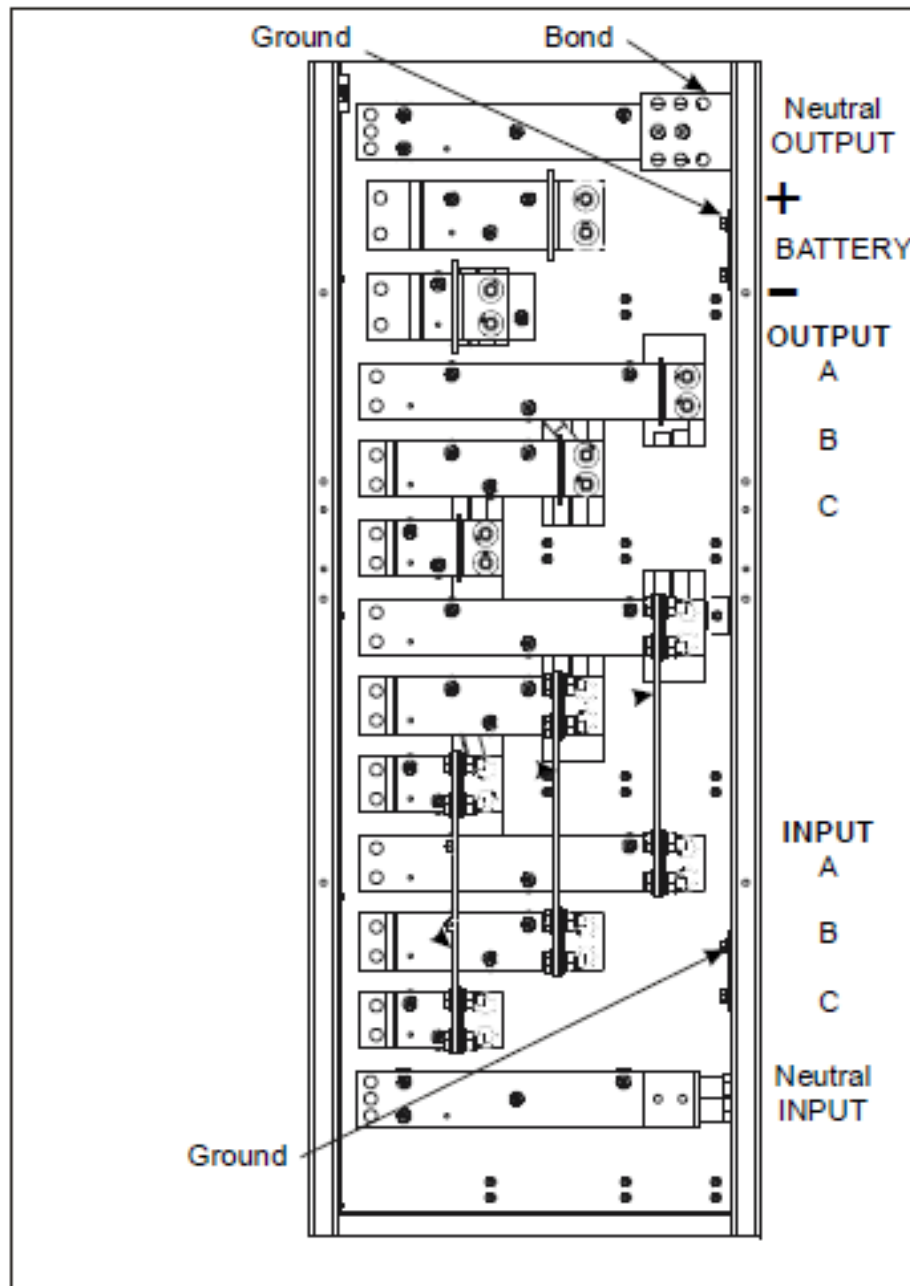 Ground
Bond
Neutral
OUTPUT
+
BATTERY
-
OUTPUT
A
B
C
INPUT
A
B
C
Neutral
INPUT
Ground